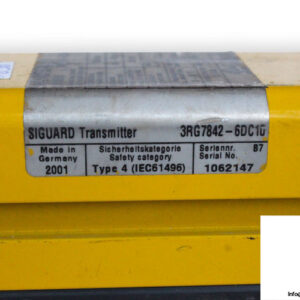 SIGUARD Transmitter 3RG7842-6DC10
Made in Germany 2001
Sicherheitskategorie
Safety category
Type 4 (IEC61496)
Seriennr. 87
Serial No.
1062147